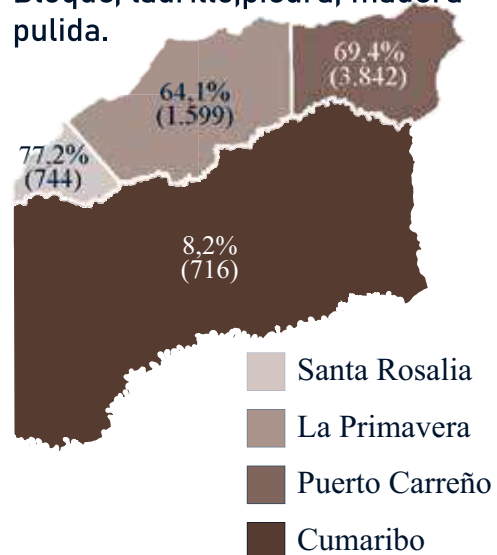 Bloque, ladrillo,piedra, madera
pulida.
69,4%
(3.842)
64,1%
(1.599)
77,2%
(744)
8,2%
(716)
Santa Rosalia
La Primavera
Puerto Carreño
Cumaribo